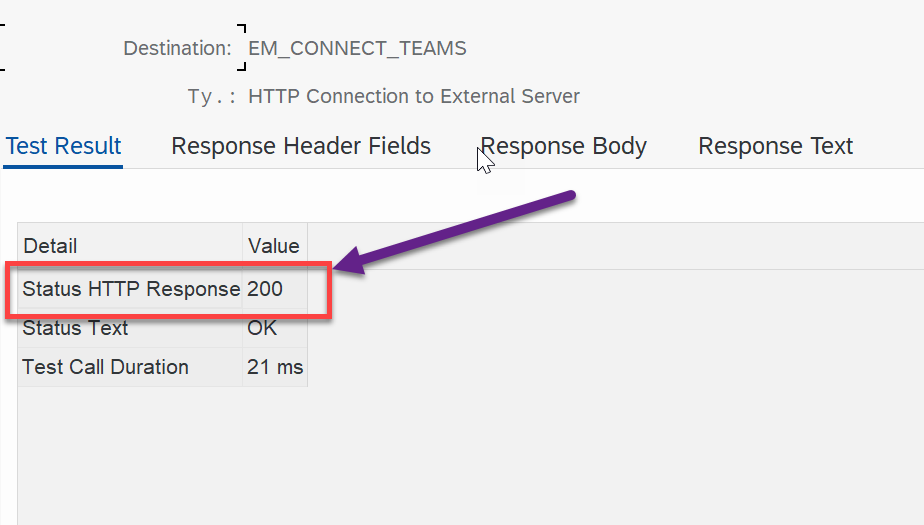 Destination: EM_CONNECT_TEAMS
Ty.: HTTP Connection to External Server
Test Result Response Header Fields Response Body Response Text
Detail Value
Status HTTP Response 200
Status Text OK
Test Call Duration 21 ms